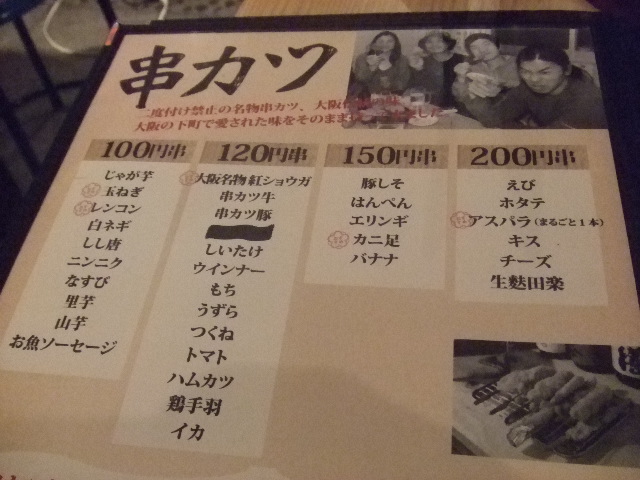 串カツ
二度付け禁止の名物串カツ、大阪
大阪の下町で愛された味をそのまま
100円串
じゃが芋
玉ねぎ
レンコン
白ネギ
しし唐
ニンニク
なすび
里芋
山芋
お魚ソーセージ
120円串
大阪名物 紅ショウガ
串カツ牛
串カツ豚
しいたけ
ウインナー
もち
うずら
つくね
トマト
ハムカツ
鶏手羽
イカ
150円串
豚しそ
はんぺん
エリンギ
カニ足
バナナ
200円串
えび
ホタテ
アスパラ(まるごと1本)
キス
チーズ
生麩田楽